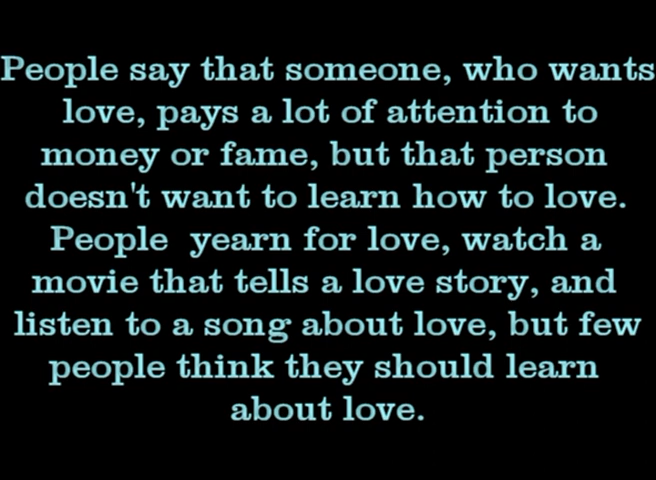 People say that someone, who wants
love, pays a lot of attention to
money or fame, but that person
doesn't want to learn how to love.
People  yearn for love, watch a
movie that tells a love story, and
listen to a song about love, but few
people think they should learn
about love.